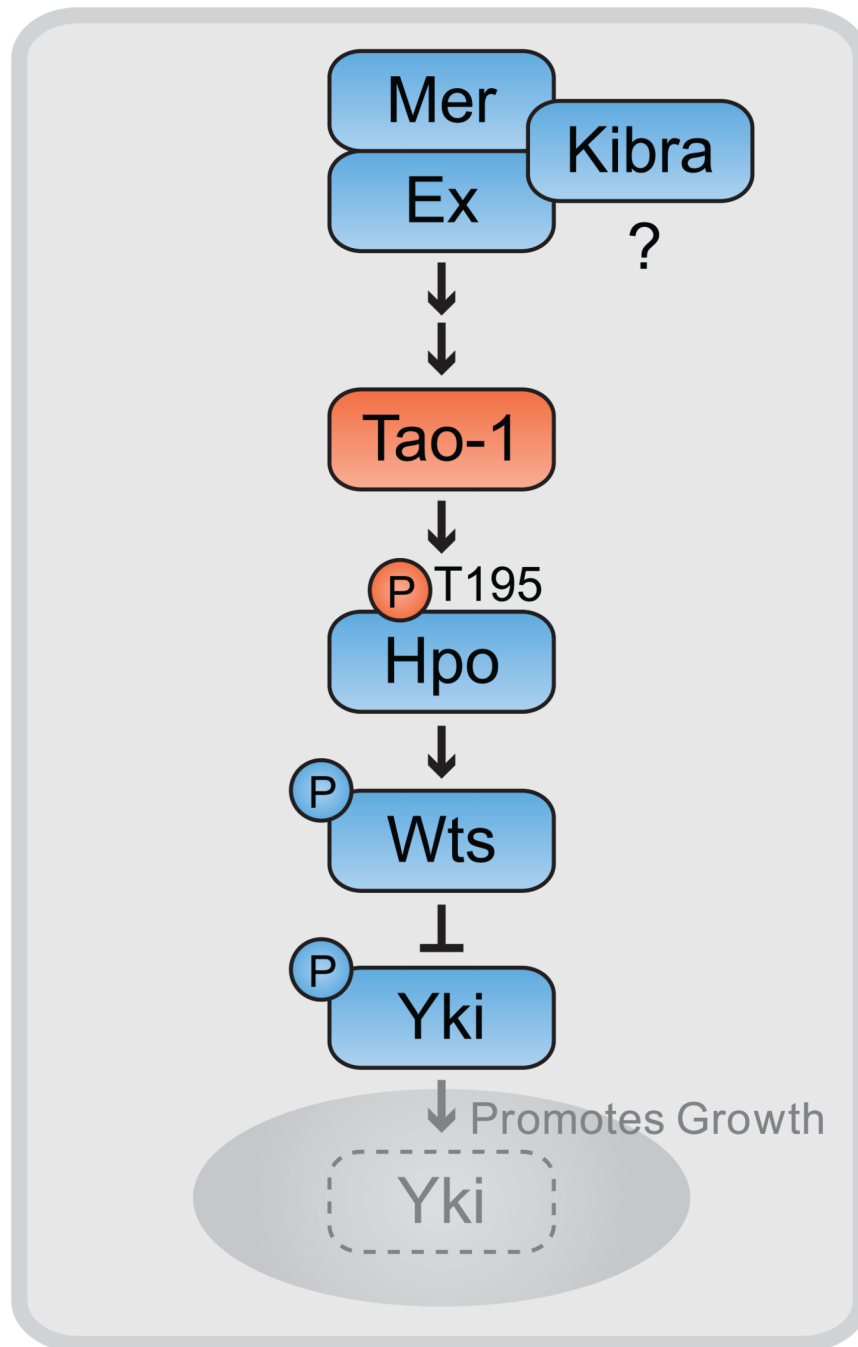 Mer
Kibra
Ex
?
Tao-1
P T195
Hpo
P
Wts
P
Yki
Promotes Growth
Yki